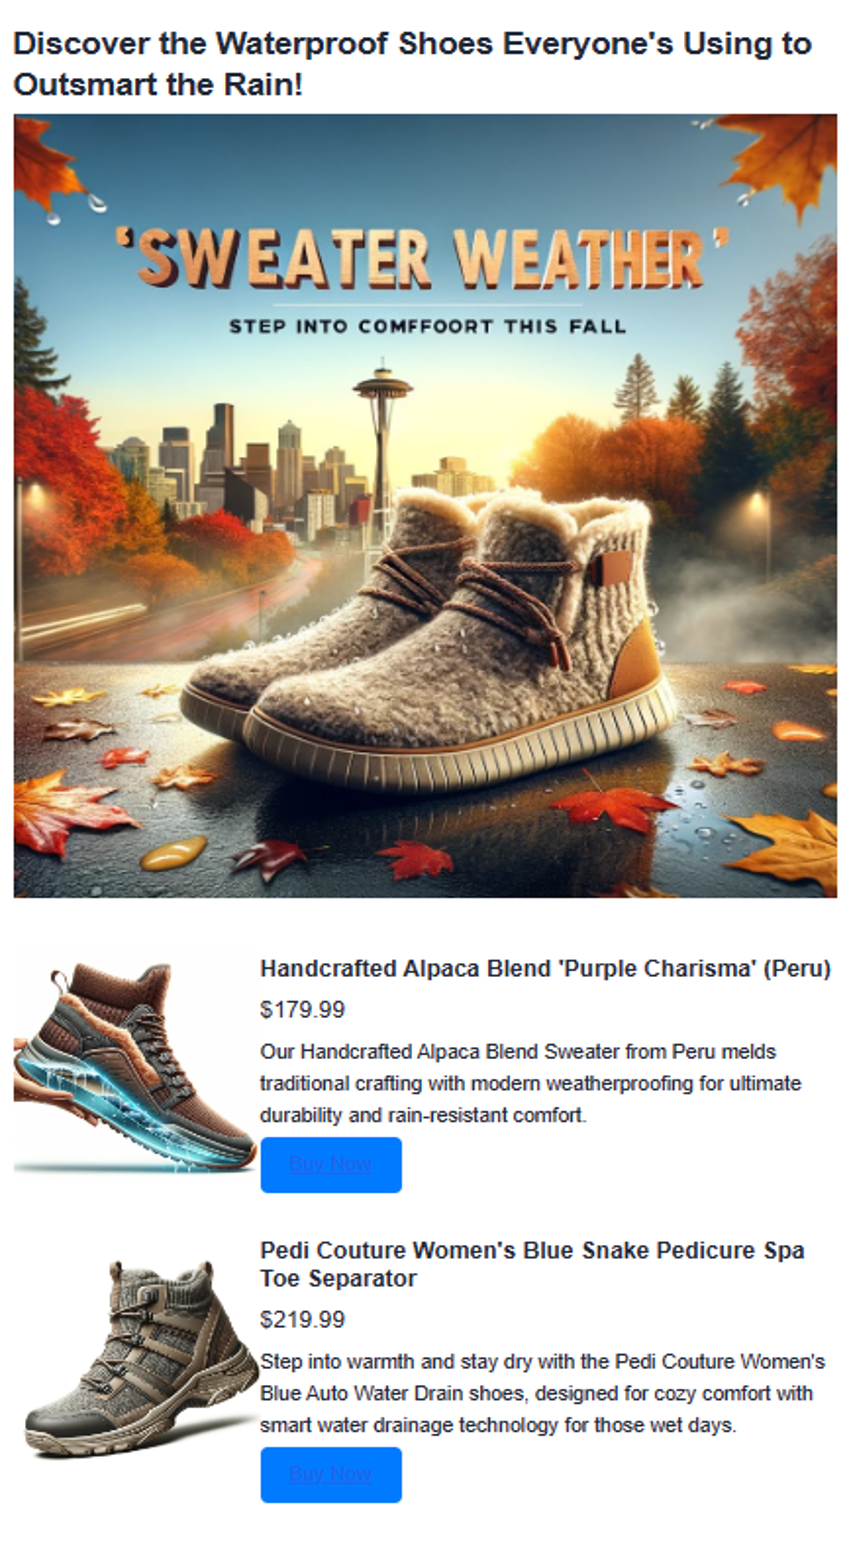 Discover the Waterproof Shoes Everyone's Using to
Outsmart the Rain!
'SWEATER WEATHER'
STEP INTO COMFFOORT THIS FALL
Handcrafted Alpaca Blend 'Purple Charisma' (Peru)
$179.99
Our Handcrafted Alpaca Blend Sweater from Peru melds
traditional crafting with modern weatherproofing for ultimate
durability and rain-resistant comfort.
Buy Now
Pedi Couture Women's Blue Snake Pedicure Spa
Toe Separator
$219.99
Step into warmth and stay dry with the Pedi Couture Women's
Blue Auto Water Drain shoes, designed for cozy comfort with
smart water drainage technology for those wet days.
Buy Now